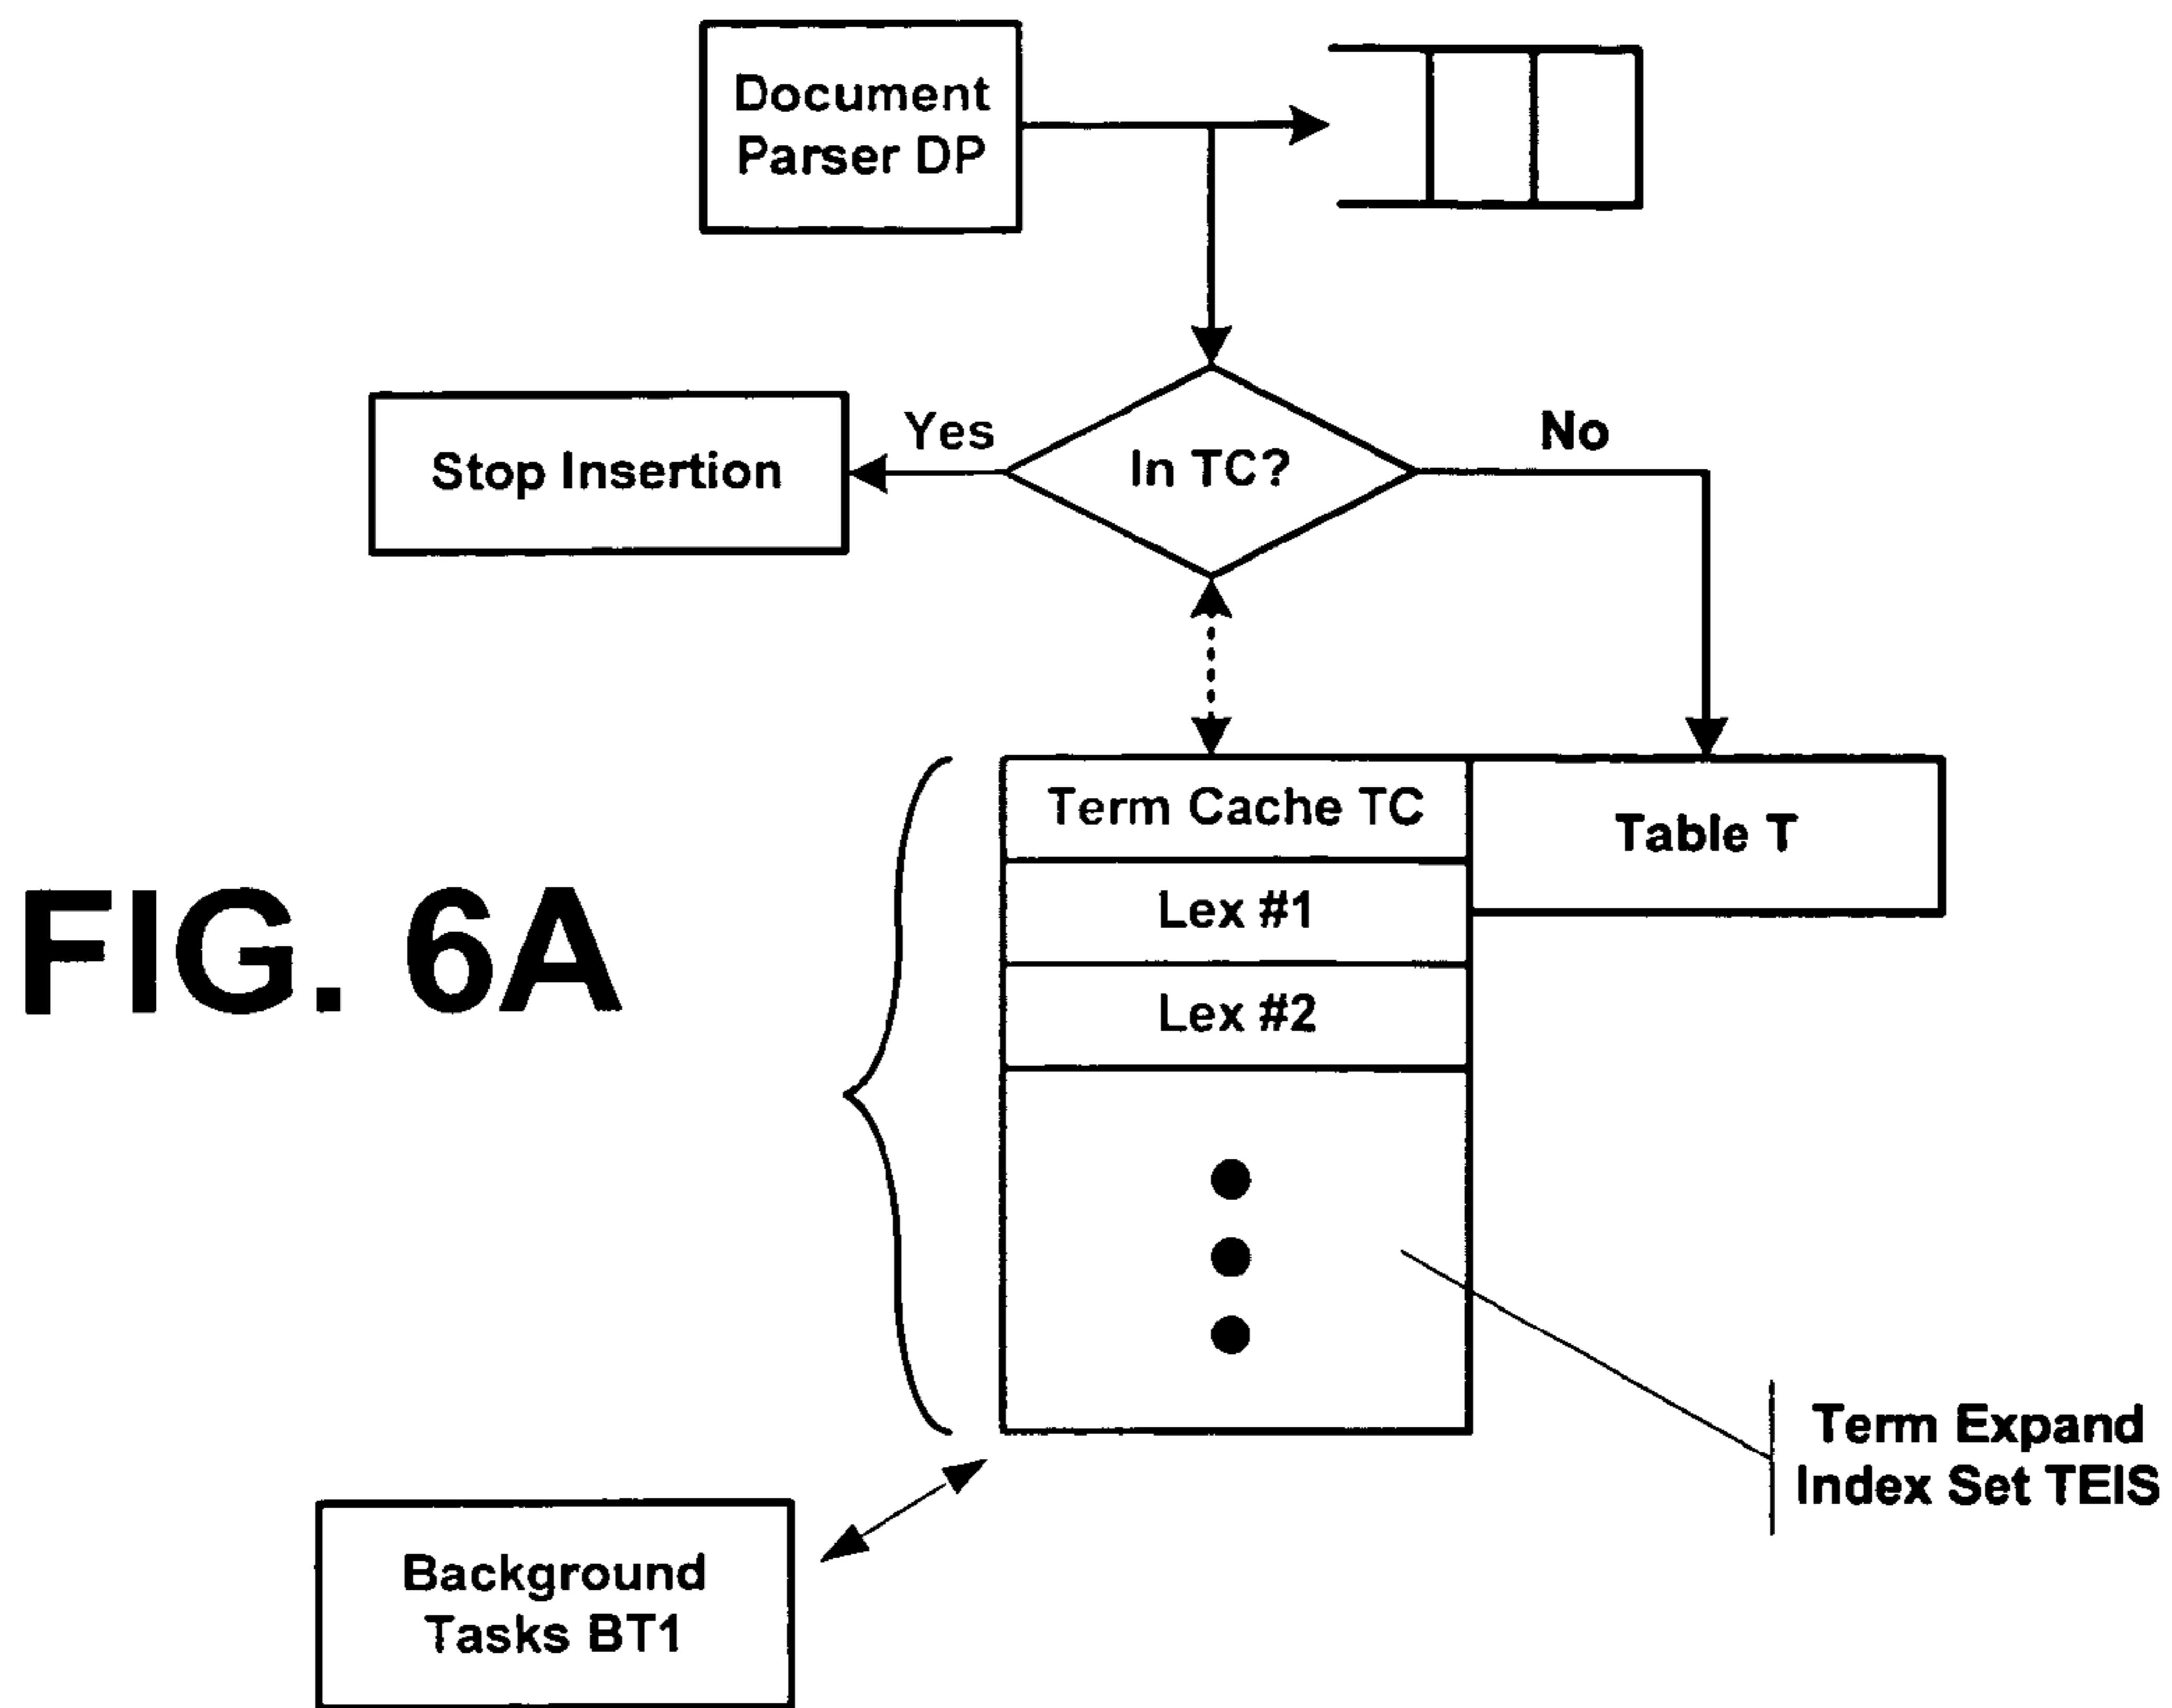 Document
Parser DP
Yes
No
In TC?
Stop Insertion
Term Cache TC
Table T
Lex #1
FIG. 6A
Lex #2
Term Expand
Index Set TEIS
Background
Tasks BT1